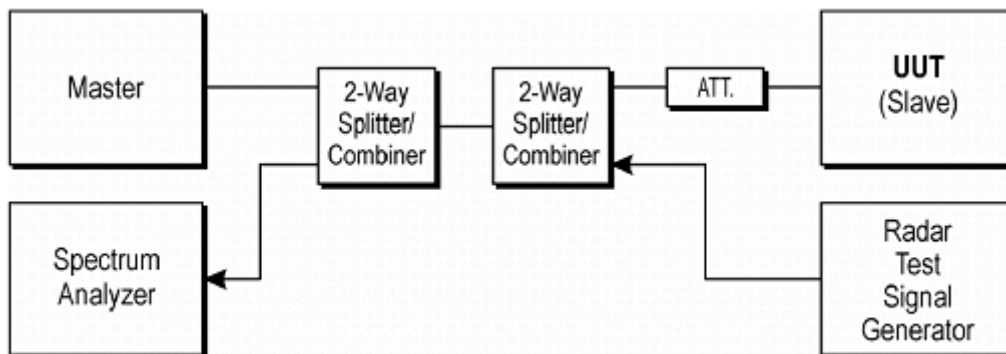 Master
2-Way
Splitter/
Combiner
2-Way
Splitter/
Combiner
ATT.
UUT
(Slave)
Spectrum
Analyzer
Radar
Test
Signal
Generator